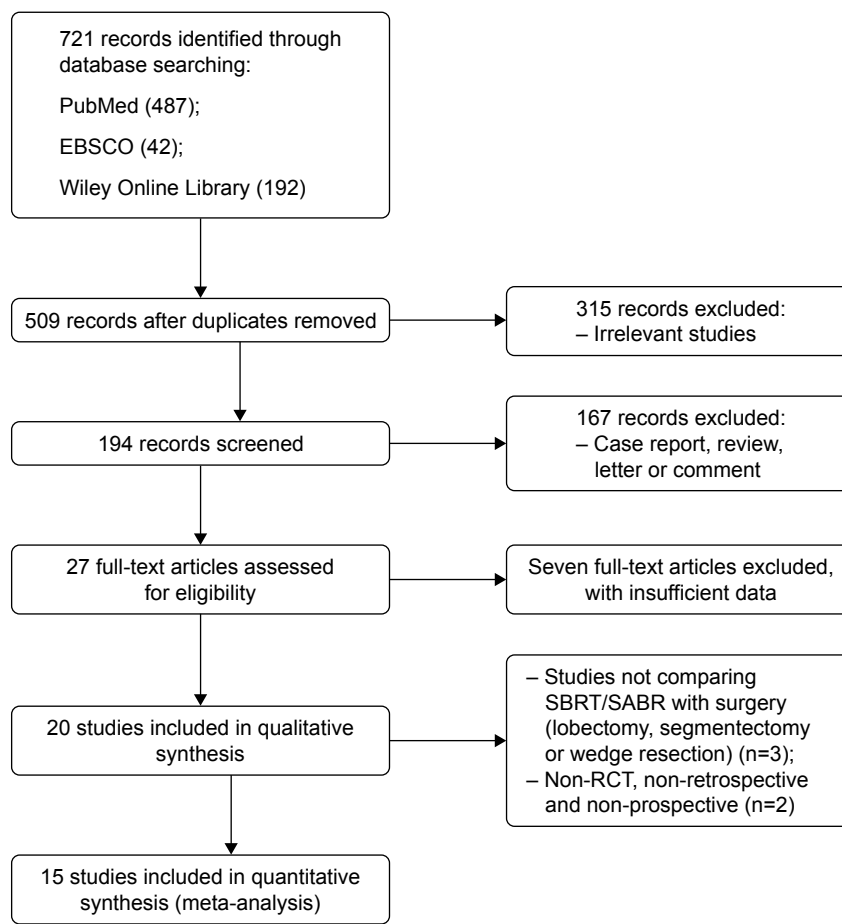 721 records identified through
database searching:
PubMed (487);
EBSCO (42);
Wiley Online Library (192)
509 records after duplicates removed
315 records excluded:
– Irrelevant studies
194 records screened
167 records excluded:
– Case report, review,
letter or comment
27 full-text articles assessed
for eligibility
Seven full-text articles excluded,
with insufficient data
20 studies included in qualitative
synthesis
– Studies not comparing
SBRT/SABR with surgery
(lobectomy, segmentectomy
or wedge resection) (n=3);
– Non-RCT, non-retrospective
and non-prospective (n=2)
15 studies included in quantitative
synthesis (meta-analysis)